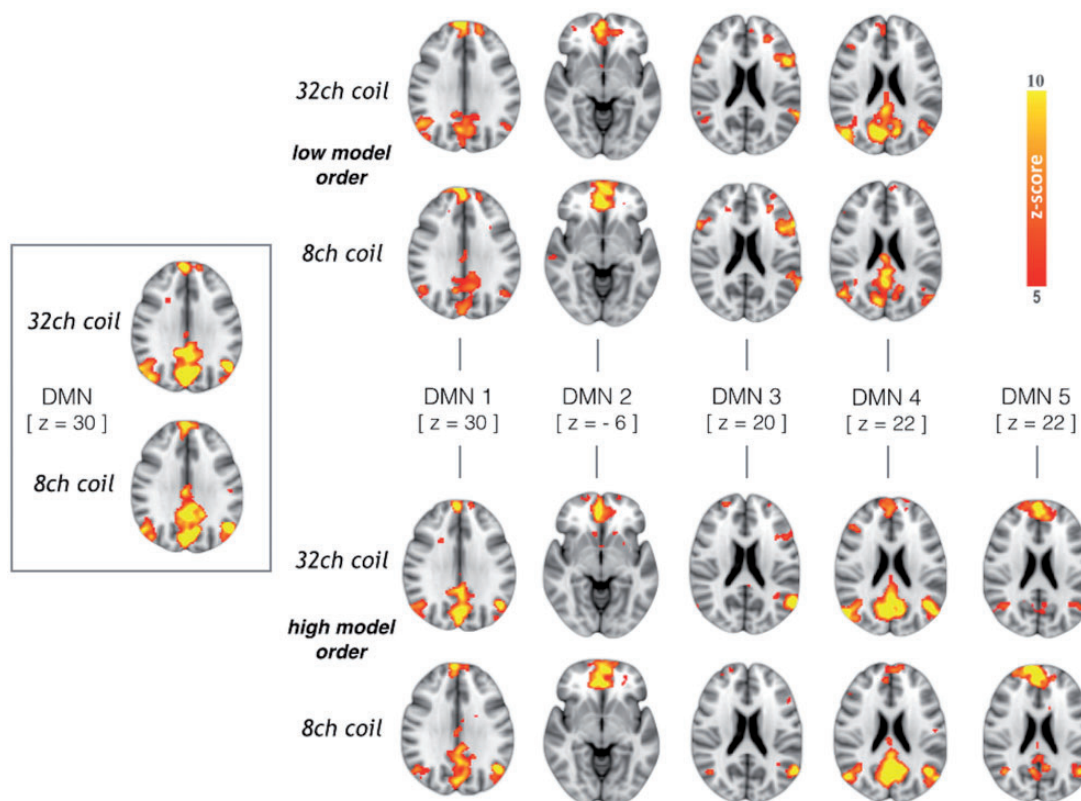 32ch coil
low model
order
8ch coil
10
z-score
5
32ch coil
DMN
[ z = 30 ]
8ch coil
DMN 1
[ z = 30 ]
DMN 2
[ z = - 6 ]
DMN 3
[ z = 20 ]
DMN 4
[ z = 22 ]
DMN 5
[ z = 22 ]
32ch coil
high model
order
8ch coil